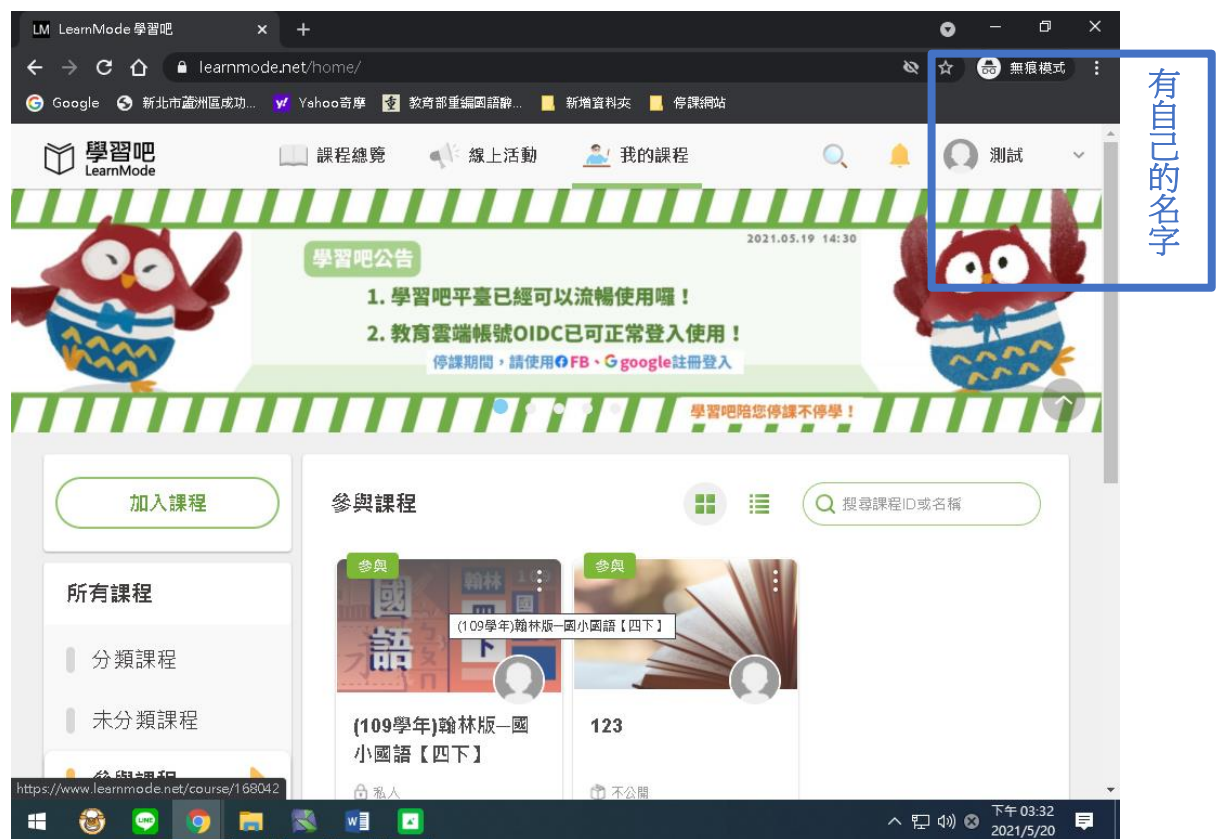 LM LearnMode 學習吧
learnmode.net/home/
無痕模式
Google 新北市蘆洲區成功... Yahoo奇摩 教育部重編國語辭... 新增資料夾 停課網站
有自己的名字
學習吧
LearnMode
課程總覽 線上活動 我的課程 測試
2021.05.19 14:30
學習吧公告
1. 學習吧平臺已經可以流暢使用囉！
2. 教育雲端帳號OIDC已可正常登入使用！
停課期間，請使用FB、Google註冊登入
學習吧陪您停課不停學！
加入課程
參與課程
搜尋課程ID或名稱
所有課程
分類課程
未分類課程
參與課程
參與
國語
翰林
四下
(109學年)翰林版—國小國語【四下】
(109學年)翰林版—國
小國語【四下】
私人
參與
123
不公開
https://www.learnmode.net/course/168042
下午 03:32
2021/5/20